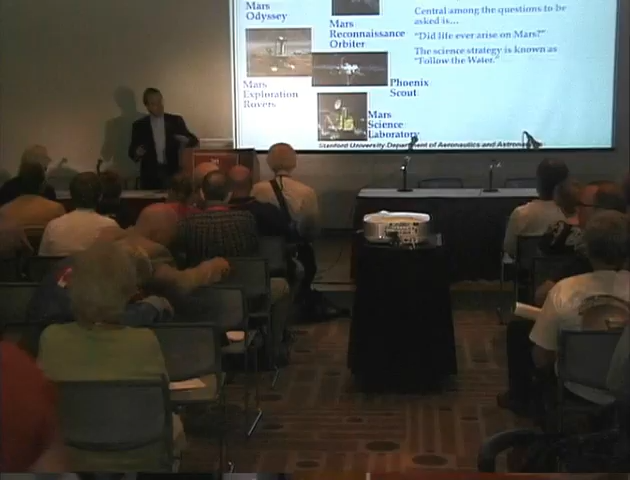 Mars
Odyssey
Mars
Reconnaissance
Orbiter
Mars
Exploration
Rovers
Phoenix
Scout
Mars
Science
Laboratory
Central among the questions to be
asked is…
“Did life ever arise on Mars?”
The science strategy is known as
“Follow the Water.”
Stanford University Department of Aeronautics and Astronautics